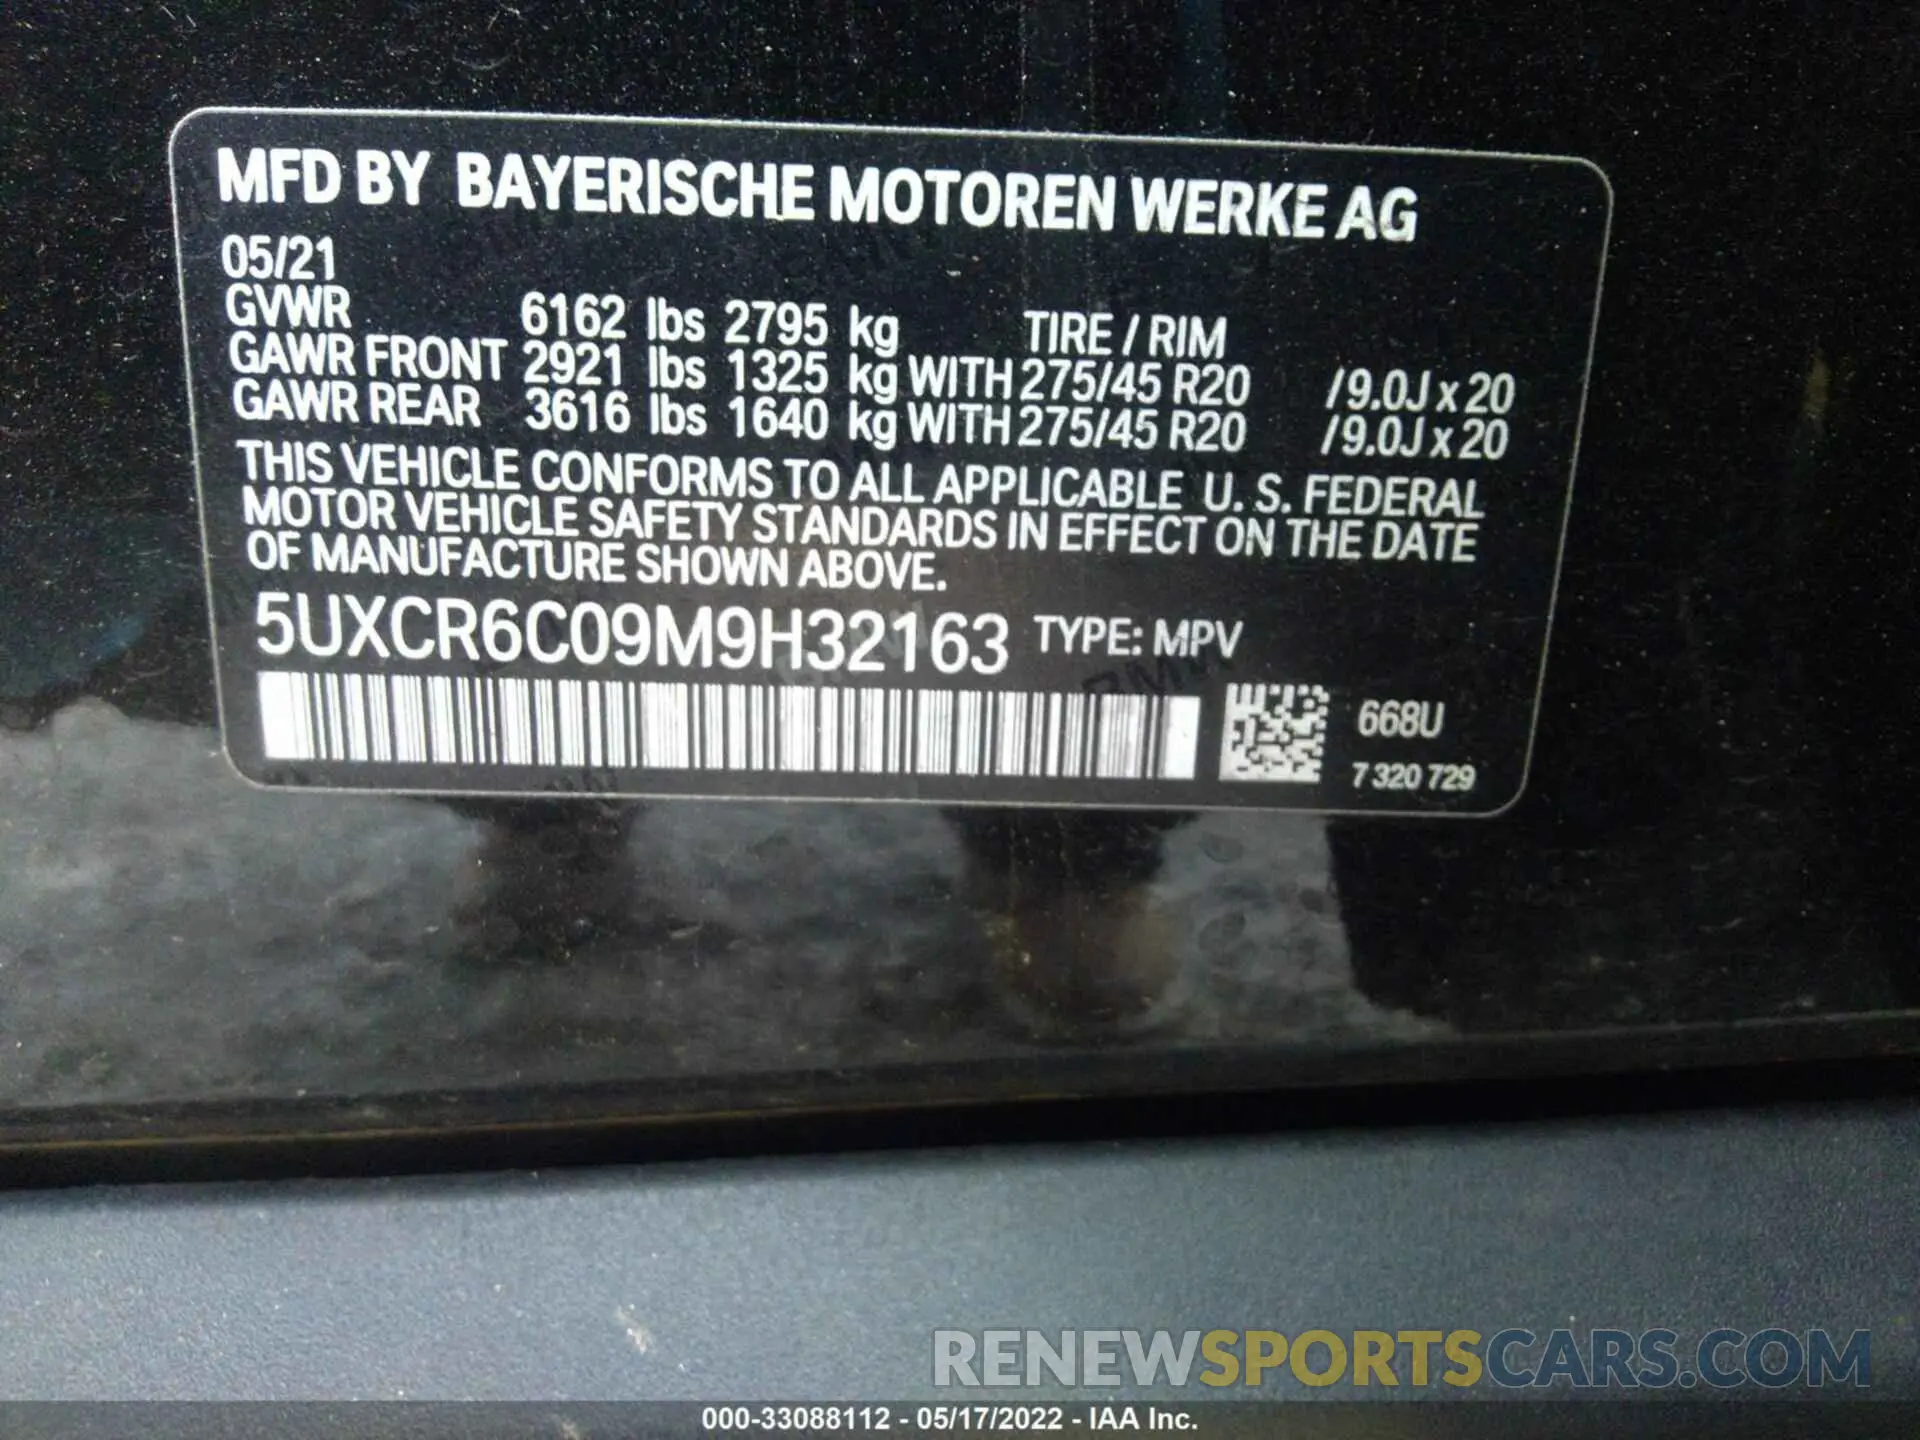 MFD BY BAYERISCHE MOTOREN WERKE AG
05/21
GVWR 6162 lbs 2795 kg TIRE / RIM
GAWR FRONT 2921 lbs 1325 kg WITH 275/45 R20 /9.0J x 20
GAWR REAR 3616 lbs 1640 kg WITH 275/45 R20 /9.0J x 20
THIS VEHICLE CONFORMS TO ALL APPLICABLE U. S. FEDERAL
MOTOR VEHICLE SAFETY STANDARDS IN EFFECT ON THE DATE
OF MANUFACTURE SHOWN ABOVE.
5UXCR6C09M9H32163 TYPE: MPV
668U
7 320 729
RENEWSPORTSCARS.COM
000-33088112 - 05/17/2022 - IAA Inc.